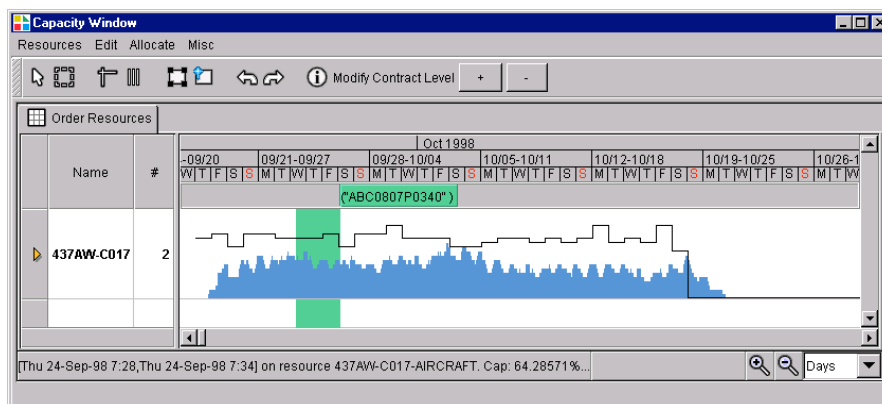 Capacity Window
Resources Edit Allocate Misc
Modify Contract Level + -
Order Resources
Oct 1998
-09/20 09/21-09/27 09/28-10/04 10/05-10/11 10/12-10/18 10/19-10/25 10/26-1
Name #
W T F S S M T W T F S S M T W T F S S M T W T F S S M T W T F S S M T W T F S S M T W
("ABC0807P0340" )
437AW-C017 2
[Thu 24-Sep-98 7:28,Thu 24-Sep-98 7:34] on resource 437AW-C017-AIRCRAFT. Cap: 64.28571%... Days